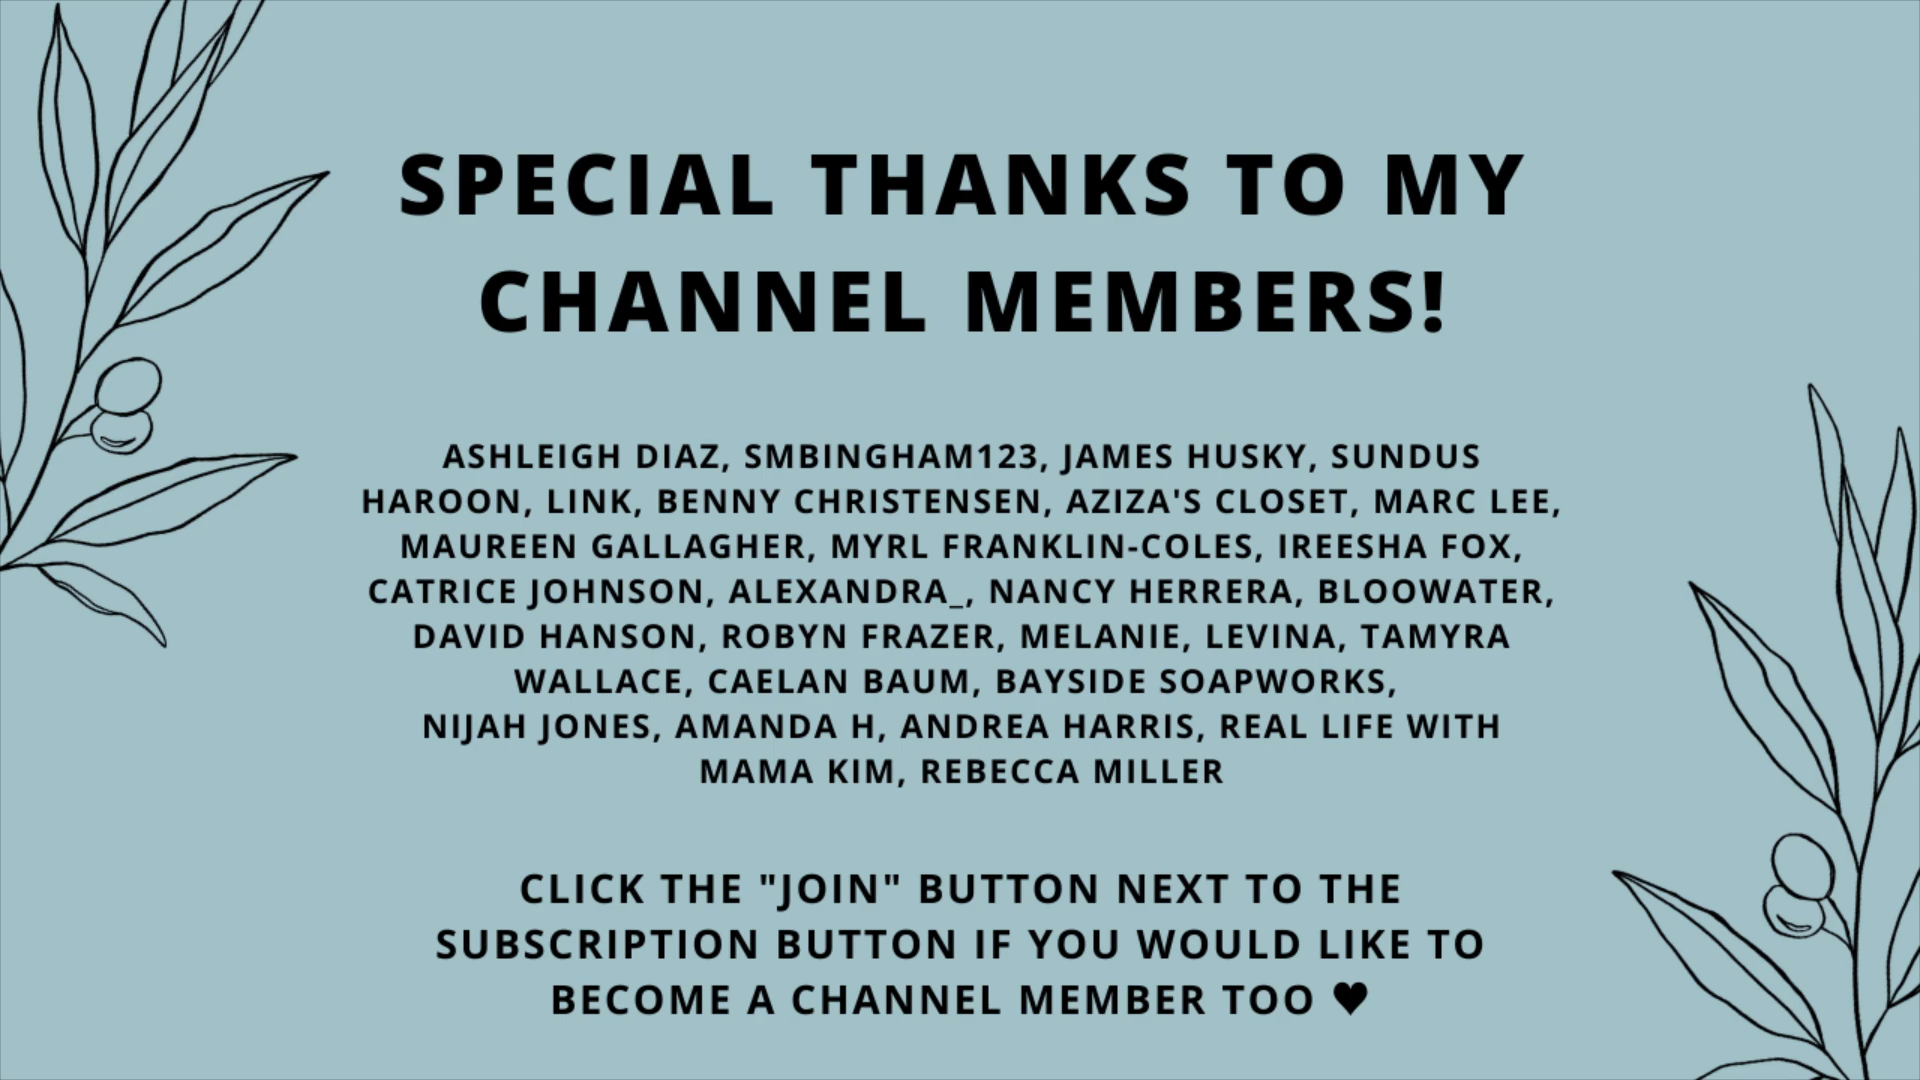 SPECIAL THANKS TO MY
CHANNEL MEMBERS!
ASHLEIGH DIAZ, SMBINGHAM123, JAMES HUSKY, SUNDUS
HAROON, LINK, BENNY CHRISTENSEN, AZIZA'S CLOSET, MARC LEE,
MAUREEN GALLAGHER, MYRL FRANKLIN-COLES, IREESHA FOX,
CATRICE JOHNSON, ALEXANDRA_, NANCY HERRERA, BLOOWATER,
DAVID HANSON, ROBYN FRAZER, MELANIE, LEVINA, TAMYRA
WALLACE, CAELAN BAUM, BAYSIDE SOAPWORKS,
NIJAH JONES, AMANDA H, ANDREA HARRIS, REAL LIFE WITH
MAMA KIM, REBECCA MILLER
CLICK THE "JOIN" BUTTON NEXT TO THE
SUBSCRIPTION BUTTON IF YOU WOULD LIKE TO
BECOME A CHANNEL MEMBER TOO ♥